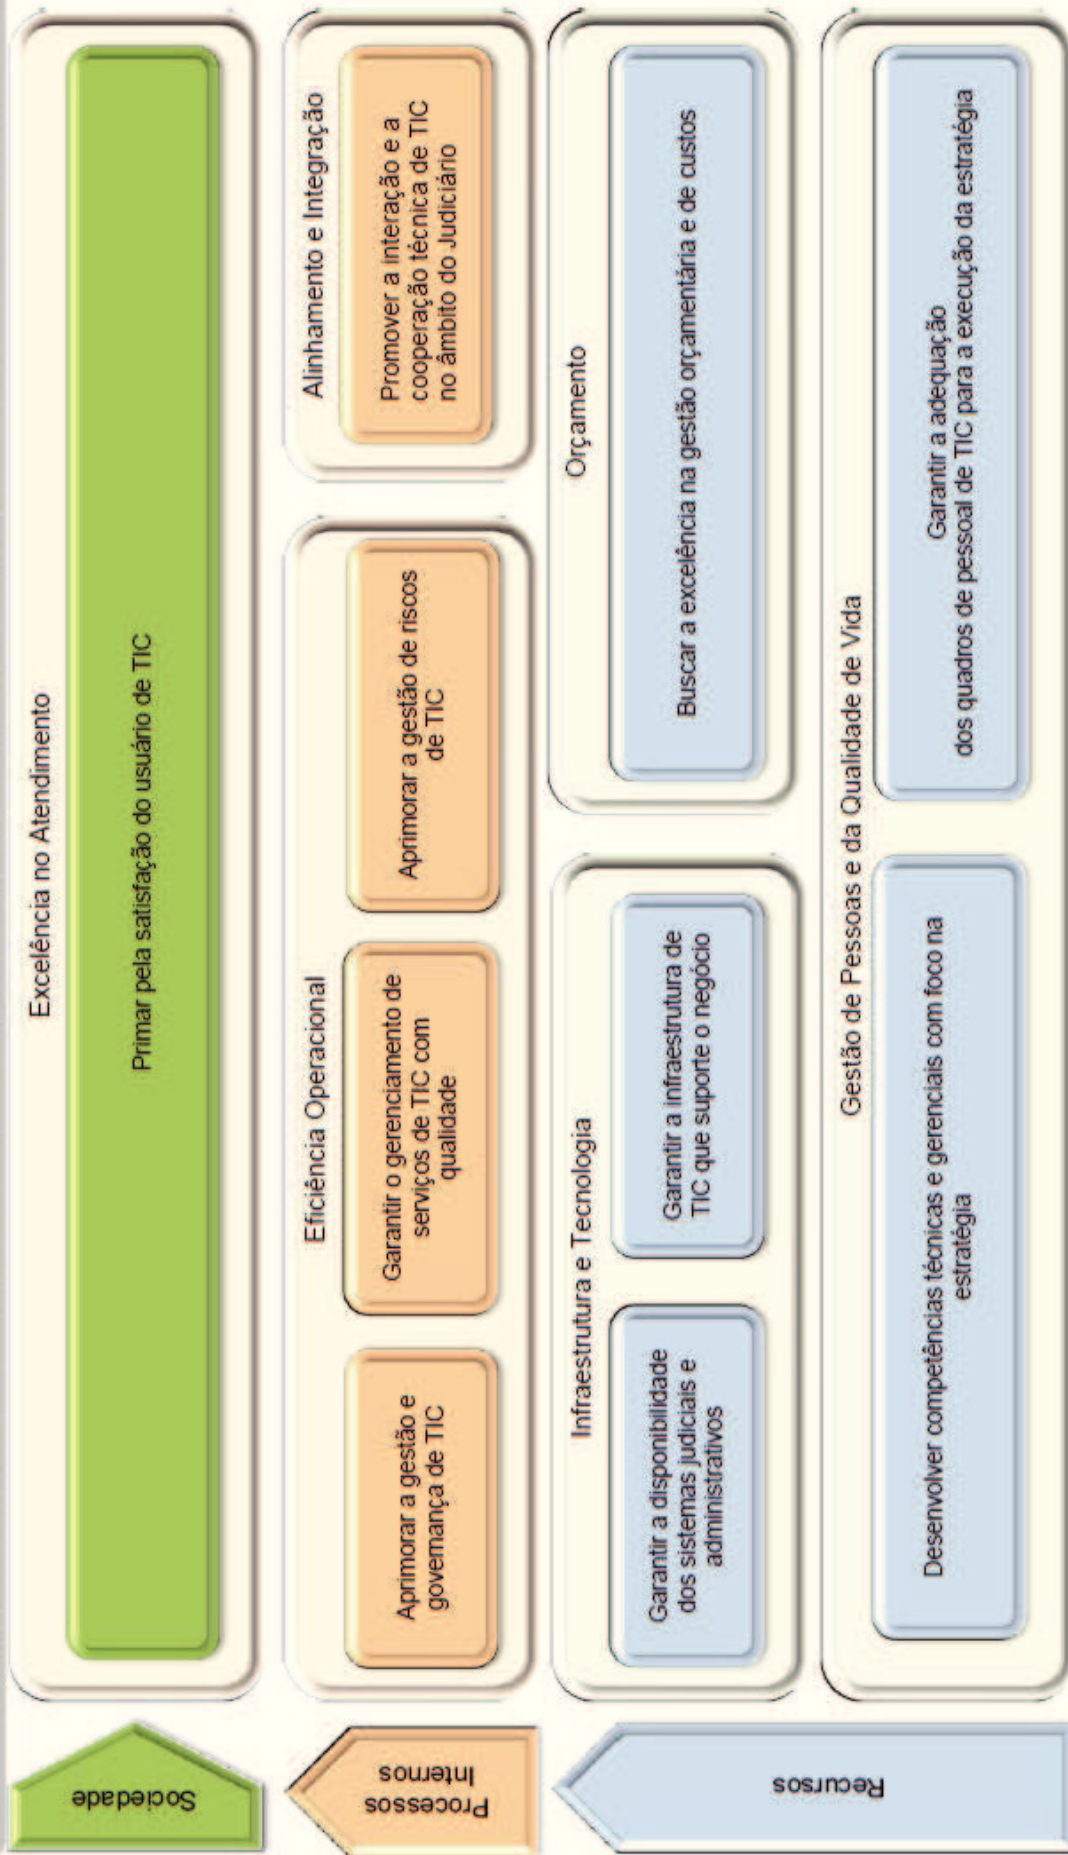 Sociedade
Excelência no Atendimento
Primar pela satisfação do usuário de TIC
Processos
Internos
Eficiência Operacional
Aprimorar a gestão e
governança de TIC
Garantir o gerenciamento de
serviços de TIC com
qualidade
Aprimorar a gestão de riscos
de TIC
Alinhamento e Integração
Promover a interação e a
cooperação técnica de TIC
no âmbito do Judiciário
Recursos
Infraestrutura e Tecnologia
Garantir a disponibilidade
dos sistemas judiciais e
administrativos
Garantir a infraestrutura de
TIC que suporte o negócio
Orçamento
Buscar a excelência na gestão orçamentária e de custos
Gestão de Pessoas e da Qualidade de Vida
Desenvolver competências técnicas e gerenciais com foco na
estratégia
Garantir a adequação
dos quadros de pessoal de TIC para a execução da estratégia